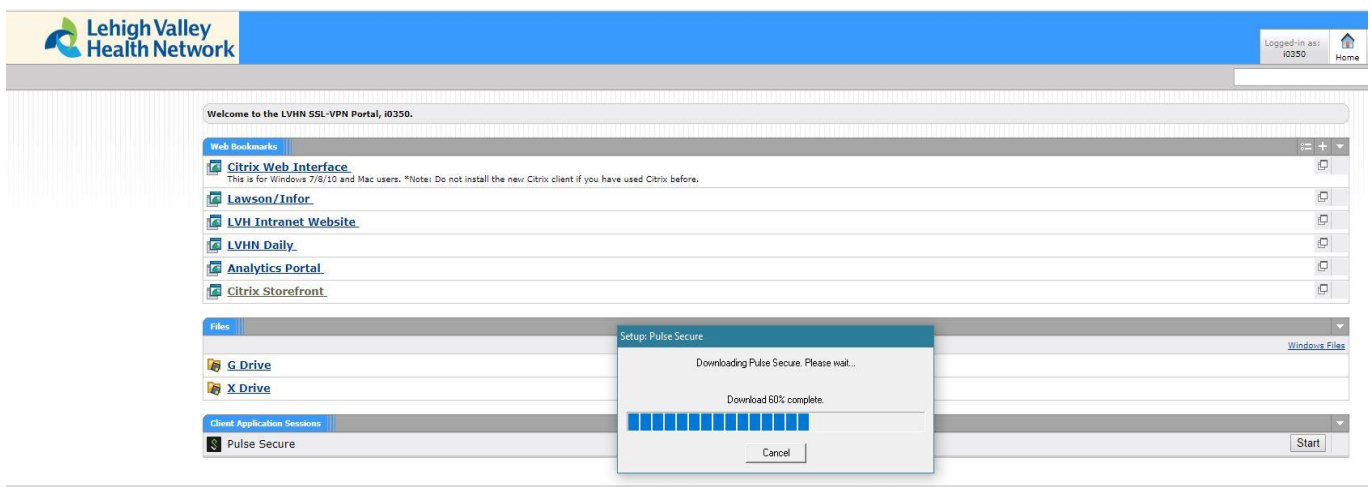 Lehigh Valley
Health Network
Logged-in as:
i0350
Home
Welcome to the LVHN SSL-VPN Portal, i0350.
Web Bookmarks
Citrix Web Interface
This is for Windows 7/8/10 and Mac users. *Note: Do not install the new Citrix client if you have used Citrix before.
Lawson/Infor
LVH Intranet Website
LVHN Daily
Analytics Portal
Citrix Storefront
Files
Windows Files
G Drive
X Drive
Client Application Sessions
Pulse Secure
Start
Setup: Pulse Secure
Downloading Pulse Secure. Please wait...
Download 60% complete.
Cancel